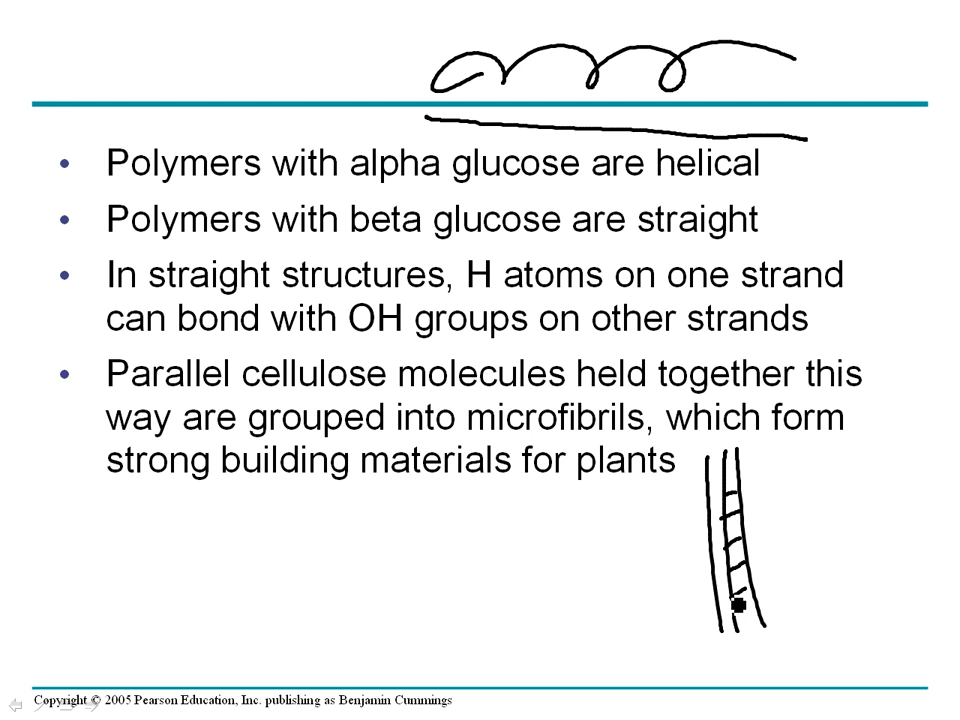 • Polymers with alpha glucose are helical
• Polymers with beta glucose are straight
• In straight structures, H atoms on one strand
can bond with OH groups on other strands
• Parallel cellulose molecules held together this
way are grouped into microfibrils, which form
strong building materials for plants
Copyright © 2005 Pearson Education, Inc. publishing as Benjamin Cummings